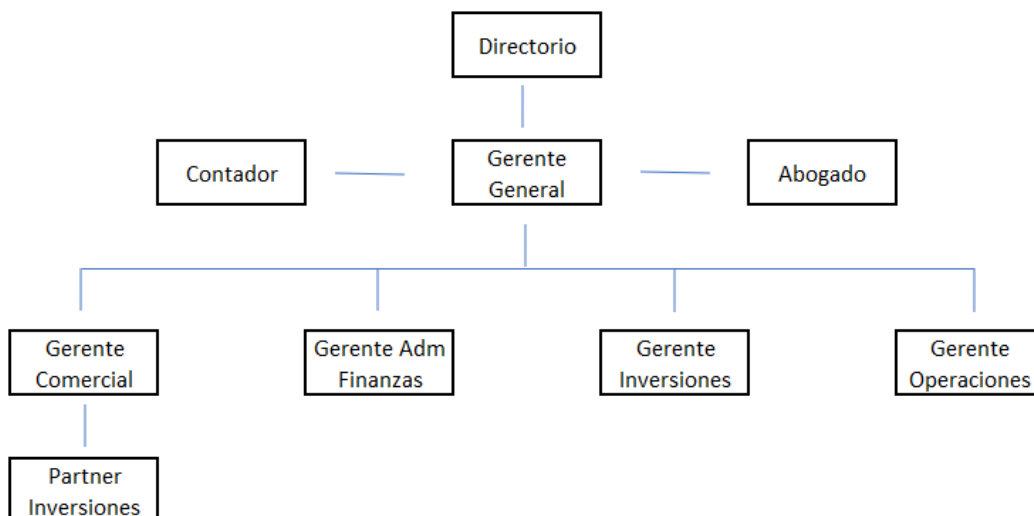 Directorio
Contador
Gerente
General
Abogado
Gerente
Comercial
Gerente Adm
Finanzas
Gerente
Inversiones
Gerente
Operaciones
Partner
Inversiones